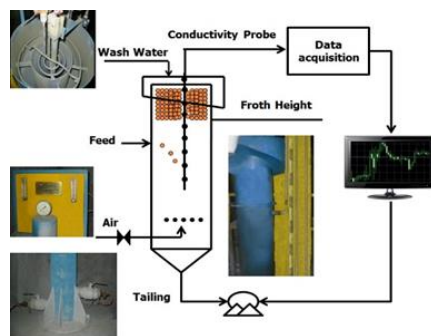 Conductivity Probe
Data
acquisition
Wash Water
Froth Height
Feed
Air
Tailing